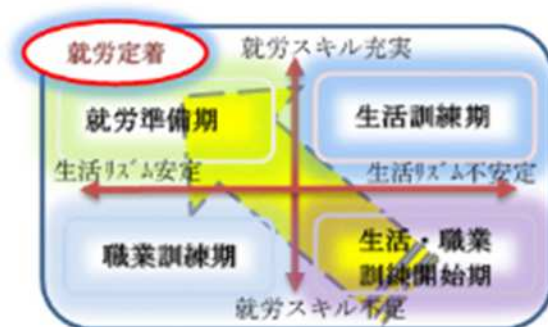 就労定着
就労スキル充実
就労準備期
生活訓練期
生活リズム安定
生活リズム不安定
職業訓練期
生活・職業
訓練開始期
就労スキル不足